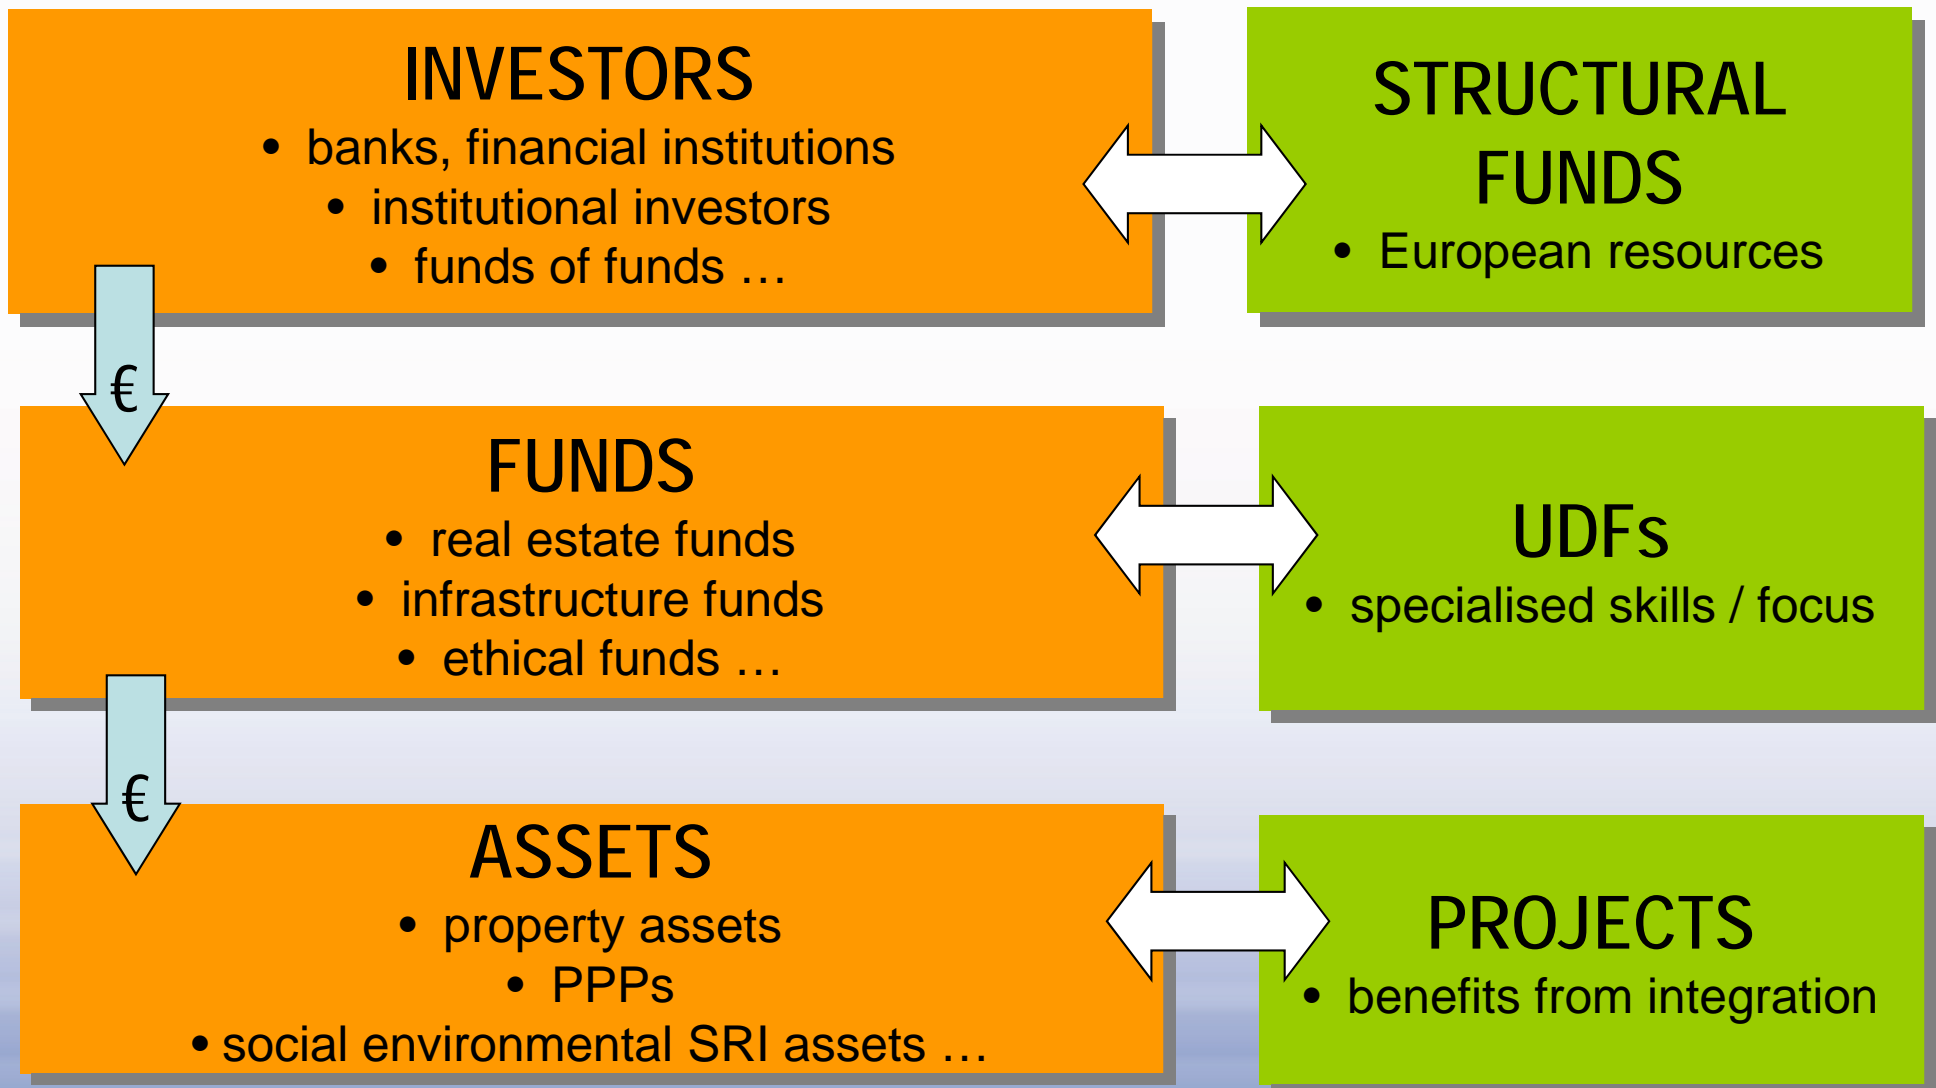 INVESTORS
• banks, financial institutions
• institutional investors
• funds of funds …
STRUCTURAL
FUNDS
• European resources
€
FUNDS
• real estate funds
• infrastructure funds
• ethical funds …
UDFs
• specialised skills / focus
€
ASSETS
• property assets
• PPPs
• social environmental SRI assets …
PROJECTS
• benefits from integration